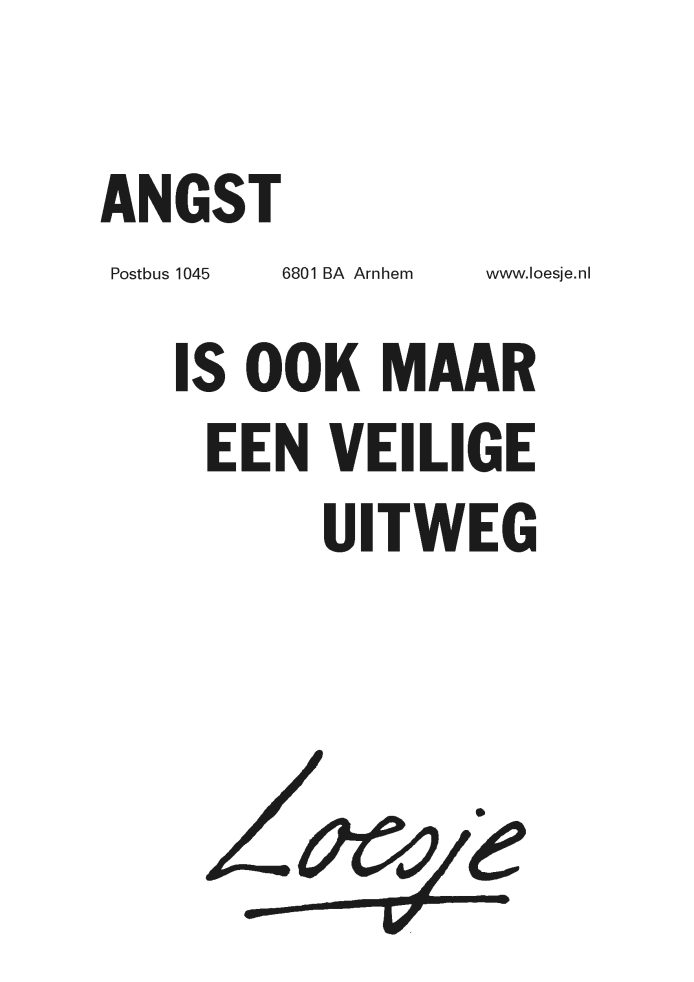 ANGST
Postbus 1045 6801 BA Arnhem www.loesje.nl
IS OOK MAAR
EEN VEILIGE
UITWEG
Loesje